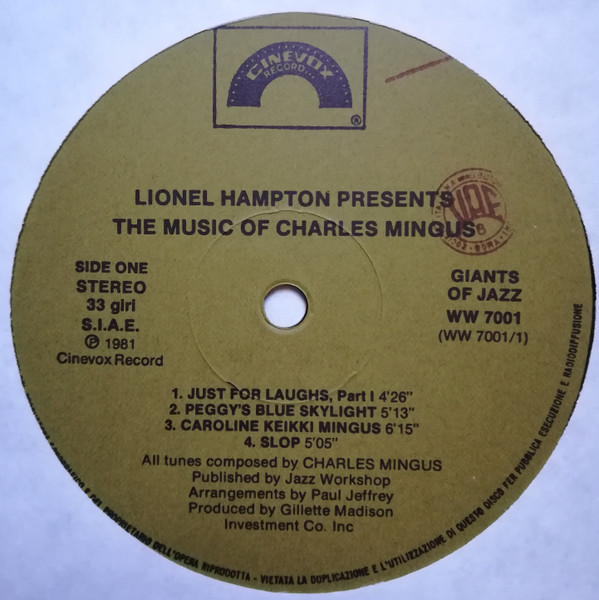 CINEVOX
RECORD...
®
LIONEL HAMPTON PRESENTS
THE MUSIC OF CHARLES MINGUS
SIDE ONE
STEREO
33 giri
S.I.A.E.
Ⓟ 1981
Cinevox Record
GIANTS
OF JAZZ
WW 7001
(WW 7001/1)
1. JUST FOR LAUGHS, Part I 4'26"
2. PEGGY'S BLUE SKYLIGHT 5'13"
3. CAROLINE KEIKKI MINGUS 6'15"
4. SLOP 5'05"
All tunes composed by CHARLES MINGUS
Published by Jazz Workshop
Arrangements by Paul Jeffrey
Produced by Gillette Madison
Investment Co. Inc
E DEL PROPRIETARIO DELL'OPERA RIPRODOTTA - VIETATA LA DUPLICAZIONE E L'UTILIZZAZIONE DI QUESTO DISCO PER PUBBLICA ESECUZIONE E RADIODIFFUSIONE